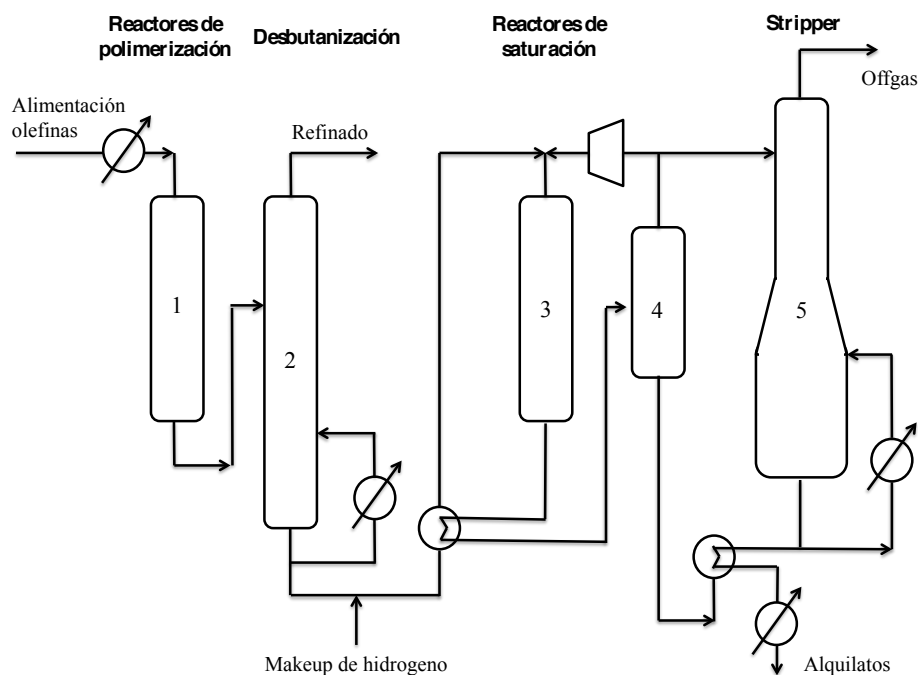 Reactores de
polimerización
Desbutanización
Reactores de
saturación
Stripper
Offgas
Alimentación
olefinas
Refinado
1
2
3
4
5
Makeup de hidrogeno
Alquilatos